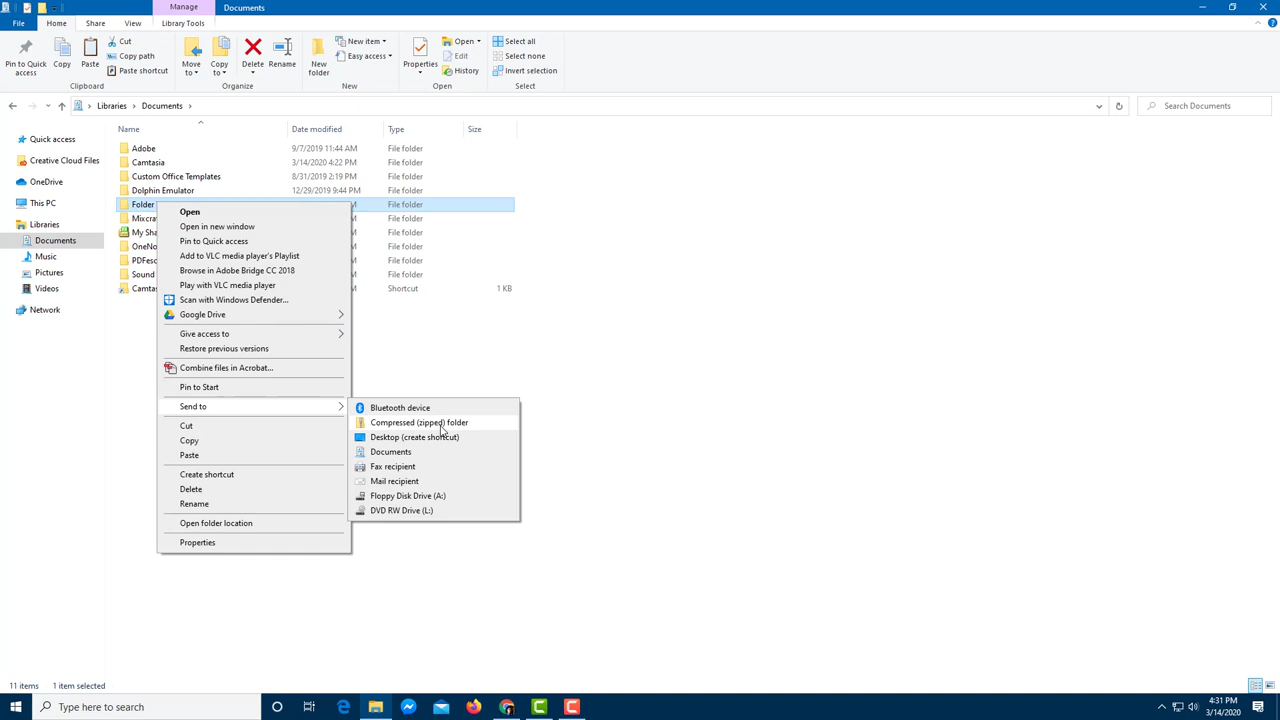 Manage
Documents
File
Home
Share
View
Library Tools
Pin to Quick access
Copy
Paste
Cut
Copy path
Paste shortcut
Clipboard
Move to
Copy to
Delete
Rename
Organize
New folder
New item
Easy access
New
Properties
Open
Edit
History
Open
Select all
Select none
Invert selection
Select
Libraries
Documents
Search Documents
Name
Date modified
Type
Size
Quick access
Creative Cloud Files
OneDrive
This PC
Libraries
Documents
Music
Pictures
Videos
Network
Adobe 9/7/2019 11:44 AM File folder
Camtasia 3/14/2020 4:22 PM File folder
Custom Office Templates 8/31/2019 2:19 PM File folder
Dolphin Emulator 12/29/2019 9:44 PM File folder
Folder M File folder
Mixcra M File folder
My Sha M File folder
OneNo M File folder
PDFesc M File folder
Sound M File folder
Camtas M Shortcut 1 KB
Open
Open in new window
Pin to Quick access
Add to VLC media player's Playlist
Browse in Adobe Bridge CC 2018
Play with VLC media player
Scan with Windows Defender...
Google Drive
Give access to
Restore previous versions
Combine files in Acrobat...
Pin to Start
Send to
Cut
Copy
Paste
Create shortcut
Delete
Rename
Open folder location
Properties
Bluetooth device
Compressed (zipped) folder
Desktop (create shortcut)
Documents
Fax recipient
Mail recipient
Floppy Disk Drive (A:)
DVD RW Drive (L:)
11 items
1 item selected
Type here to search
4:31 PM
3/14/2020